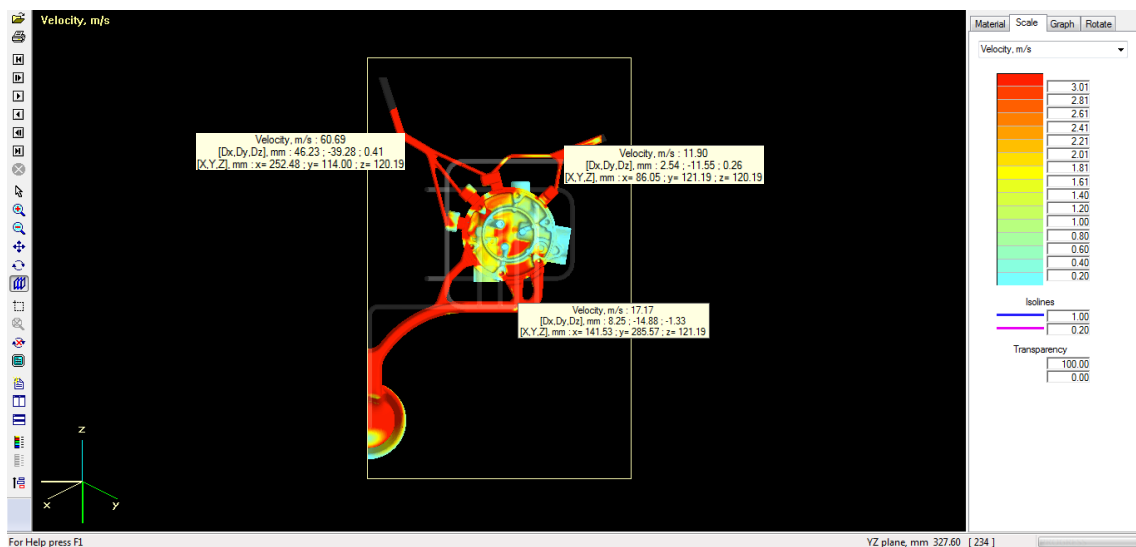 Velocity, m/s
Velocity, m/s : 60.69
[Dx,Dy,Dz], mm : 46.23 ; -39.28 ; 0.41
[X,Y,Z], mm : x= 252.48 ; y= 114.00 ; z= 120.19
Velocity, m/s : 11.90
[Dx,Dy,Dz], mm : 2.54 ; -11.55 ; 0.26
[X,Y,Z], mm : x= 86.05 ; y= 121.19 ; z= 120.19
Velocity, m/s : 17.17
[Dx,Dy,Dz], mm : 8.25 ; -14.88 ; -1.33
[X,Y,Z], mm : x= 141.53 ; y= 285.57 ; z= 121.19
z
x
y
Material Scale Graph Rotate
Velocity, m/s
3.01
2.81
2.61
2.41
2.21
2.01
1.81
1.61
1.40
1.20
1.00
0.80
0.60
0.40
0.20
Isolines
1.00
0.20
Transparency
100.00
0.00
For Help press F1
YZ plane, mm 327.60 [ 234 ]